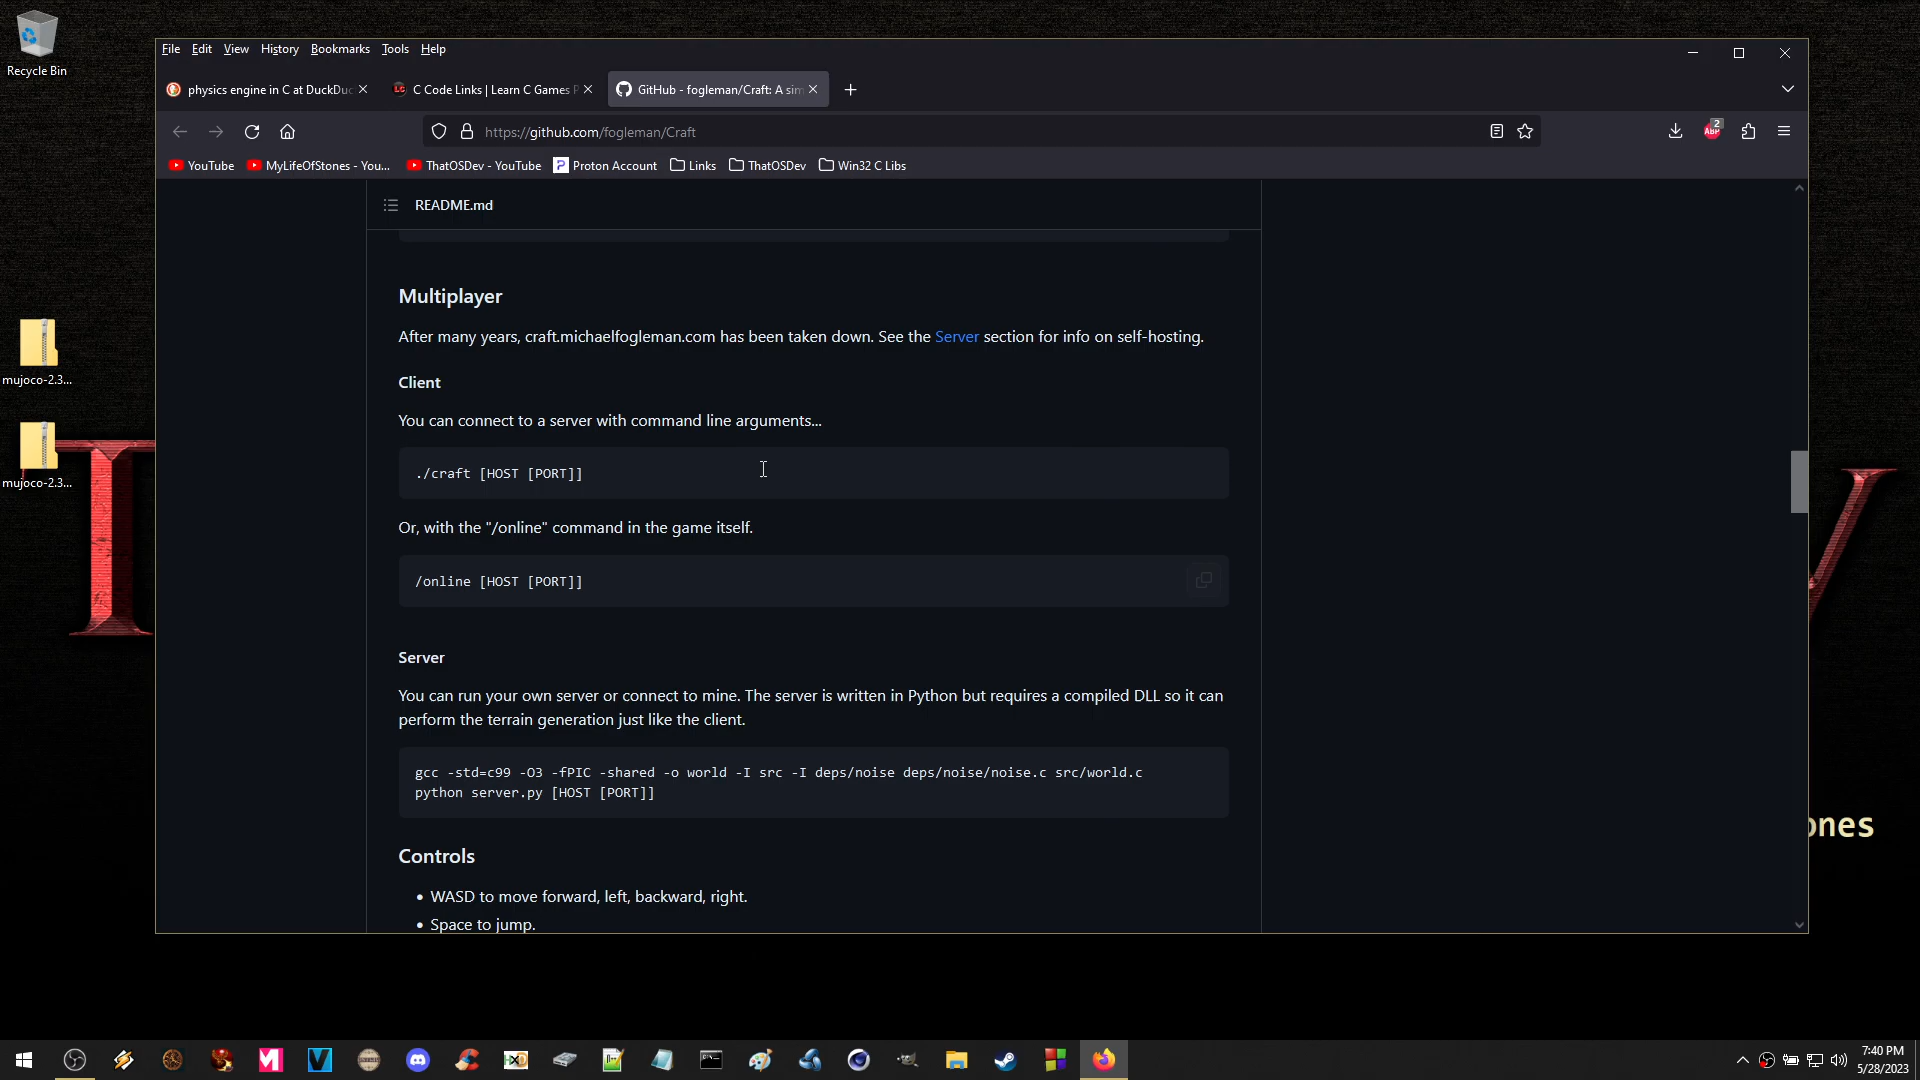 Recycle Bin
mujoco-2.3...
mujoco-2.3...
File Edit View History Bookmarks Tools Help
physics engine in C at DuckDuc
C Code Links | Learn C Games P
GitHub - fogleman/Craft: A sim
https://github.com/fogleman/Craft
2
ABP
YouTube MyLifeOfStones - You... ThatOSDev - YouTube Proton Account Links ThatOSDev Win32 C Libs
README.md
Multiplayer
After many years, craft.michaelfogleman.com has been taken down. See the Server section for info on self-hosting.
Client
You can connect to a server with command line arguments...
./craft [HOST [PORT]]
Or, with the "/online" command in the game itself.
/online [HOST [PORT]]
Server
You can run your own server or connect to mine. The server is written in Python but requires a compiled DLL so it can
perform the terrain generation just like the client.
gcc -std=c99 -O3 -fPIC -shared -o world -I src -I deps/noise deps/noise/noise.c src/world.c
python server.py [HOST [PORT]]
Controls
• WASD to move forward, left, backward, right.
• Space to jump.
ones
7:40 PM
5/28/2023